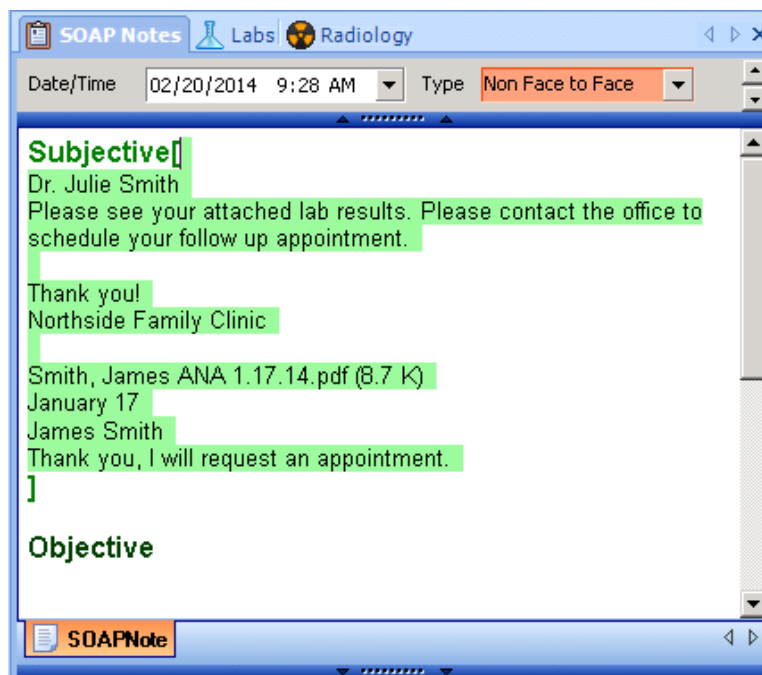 SOAP Notes Labs Radiology
Date/Time 02/20/2014 9:28 AM Type Non Face to Face
Subjective[
Dr. Julie Smith
Please see your attached lab results. Please contact the office to
schedule your follow up appointment.
Thank you!
Northside Family Clinic
Smith, James ANA 1.17.14.pdf (8.7 K)
January 17
James Smith
Thank you, I will request an appointment.
]
Objective
SOAPNote